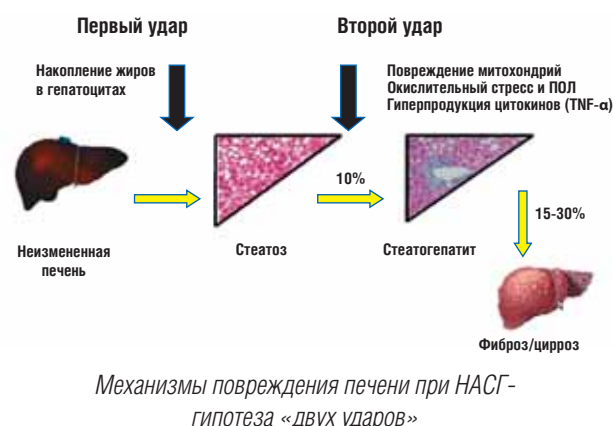 Первый удар
Второй удар
Накопление жиров
в гепатоцитах
Повреждение митохондрий
Окислительный стресс и ПОЛ
Гиперпродукция цитокинов (TNF-α)
10%
15-30%
Неизмененная
печень
Стеатоз
Стеатогепатит
Фиброз/цирроз
Механизмы повреждения печени при НАСГ-
гипотеза «двух ударов»